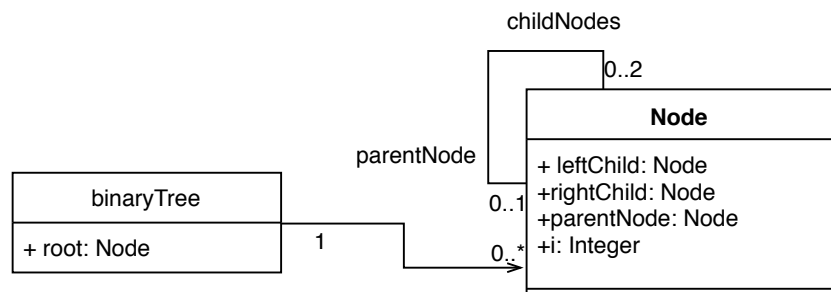 childNodes
0..2
Node
parentNode
+ leftChild: Node
+rightChild: Node
+parentNode: Node
+i: Integer
0..1
binaryTree
+ root: Node
1
0..*